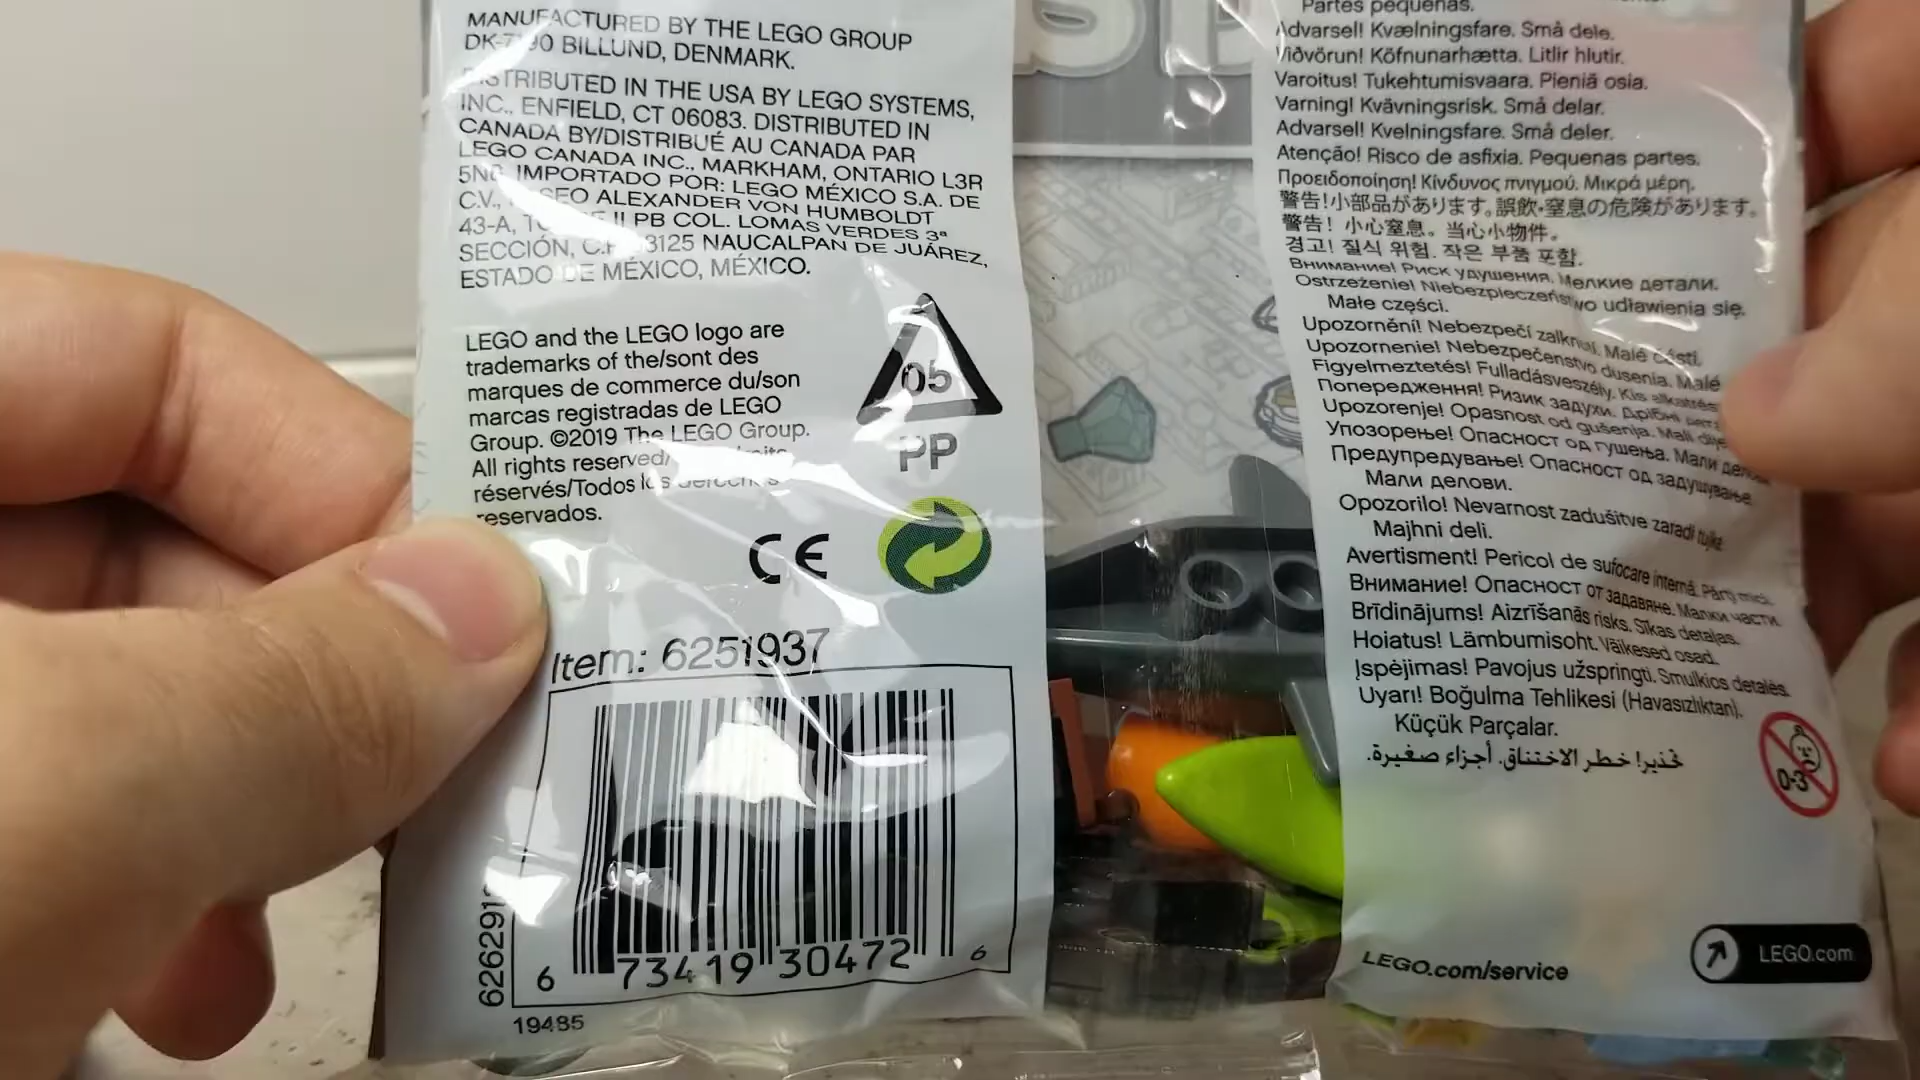 MANUFACTURED BY THE LEGO GROUP
DK-7190 BILLUND, DENMARK.
DISTRIBUTED IN THE USA BY LEGO SYSTEMS,
INC., ENFIELD, CT 06083. DISTRIBUTED IN
CANADA BY/DISTRIBUÉ AU CANADA PAR
LEGO CANADA INC., MARKHAM, ONTARIO L3R
IMPORTADO POR: LEGO MÉXICO S.A. DE
C.V., ALEXANDER VON HUMBOLDT
43-A, II PB COL. LOMAS VERDES 3ª
SECCIÓN, NAUCALPAN DE JUÁREZ,
ESTADO DE MÉXICO, MÉXICO.
LEGO and the LEGO logo are
trademarks of the/sont des
marques de commerce du/son
marcas registradas de LEGO
Group. ©2019 The LEGO Group.
All rights reserved/
réservés/Todos los derechos
reservados.
05
PP
CE
Item: 6251937
6 73419 30472 6
19485
Partes pequeñas.
Advarsel! Kvælningsfare. Små dele.
Viðvörun! Köfnunarhætta. Litlir hlutir.
Varoitus! Tukehtumisvaara. Pieniä osia.
Varning! Kvävningsrisk. Små delar.
Advarsel! Kvelningsfare. Små deler.
Atenção! Risco de asfixia. Pequenas partes.
Προειδοποίηση! Κίνδυνος πνιγμού. Μικρά μέρη.
警告!小部品があります。誤飲・窒息の危険があります。
警告！小心窒息。当心小物件。
경고! 질식 위험. 작은 부품 포함.
Внимание! Риск удушения. Мелкие детали.
Ostrzeżenie! Niebezpieczeństwo udławienia się.
Małe części.
Upozornění! Nebezpečí zalknutí. Malé části.
Upozornenie! Nebezpečenstvo dusenia. Malé
Figyelmeztetés! Fulladásveszély. Kis
Попередження! Ризик задухи. Дрібні
Upozorenje! Opasnost od gušenja. Mali
Упозорење! Опасност од гушења. Мали
Предупредување! Опасност од задушување.
Мали делови.
Opozorilo! Nevarnost zadušitve zaradi
Majhni deli.
Avertisment! Pericol de sufocare internă. Părți mici.
Внимание! Опасност от задавяне. Малки части.
Brīdinājums! Aizrīšanās risks. Sīkas detaļas.
Hoiatus! Lämbumisoht. Väikesed osad.
Įspėjimas! Pavojus užspringti. Smulkios detalės.
Uyarı! Boğulma Tehlikesi (Havasızlıktan).
Küçük Parçalar.
تحذير! خطر الاختناق. أجزاء صغيرة.
0-3
LEGO.com/service
LEGO.com